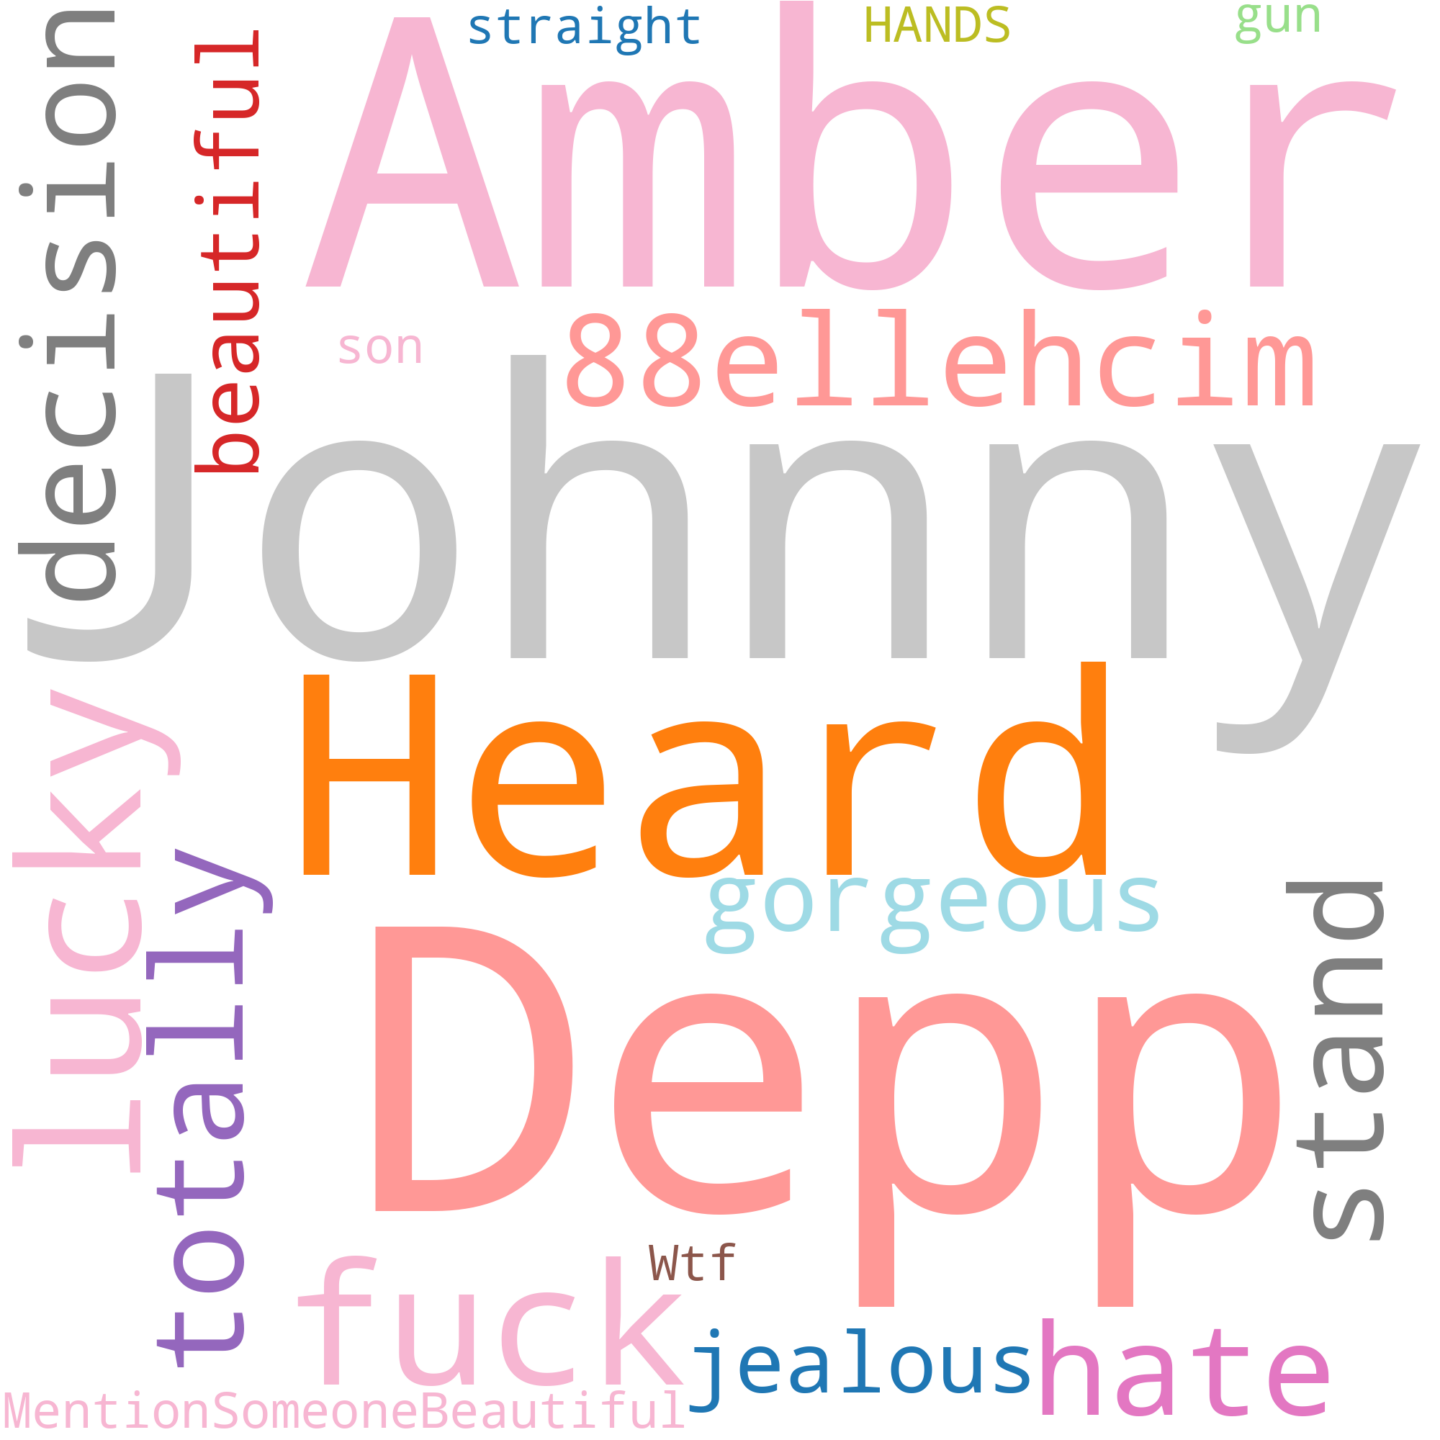 straight
HANDS
gun
decision
beautiful
Amber
son
88ellehcim
Johnny
Heard
lucky
totally
gorgeous
stand
Depp
Wtf
fuck
jealous
hate
MentionSomeoneBeautiful